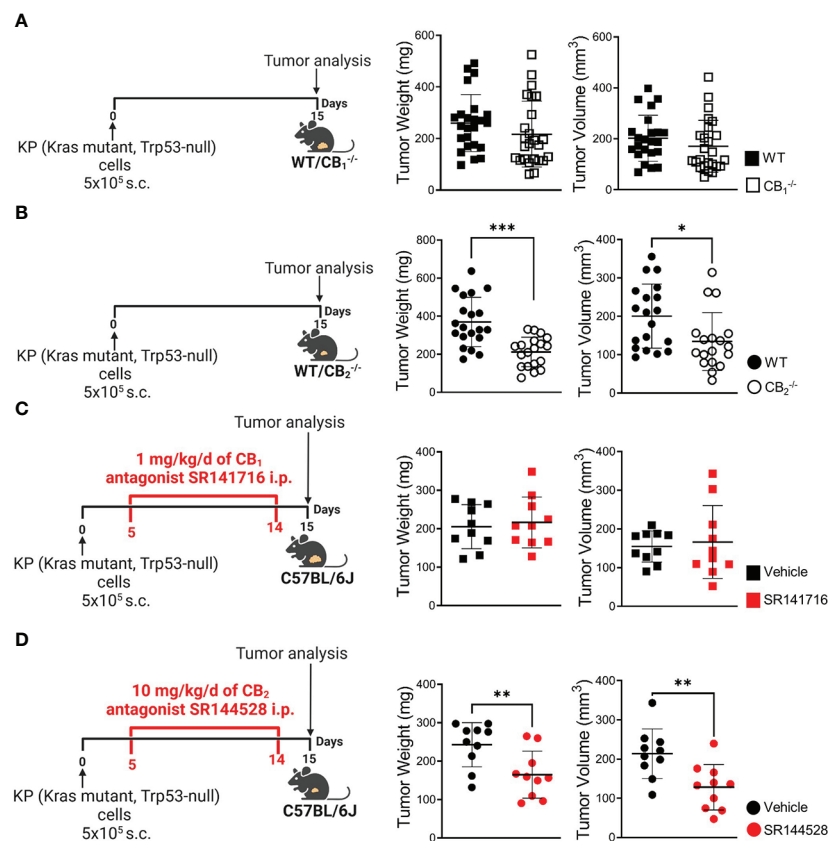 A
Tumor analysis
0
15
Days
KP (Kras mutant, Trp53-null)
cells
5x10⁵ s.c.
WT/CB₁⁻/⁻
Tumor Weight (mg)
600
400
200
0
Tumor Volume (mm³)
600
400
200
0
WT
CB₁⁻/⁻
B
Tumor analysis
0
15
Days
KP (Kras mutant, Trp53-null)
cells
5x10⁵ s.c.
WT/CB₂⁻/⁻
Tumor Weight (mg)
800
600
400
200
0
***
Tumor Volume (mm³)
400
300
200
100
0
*
WT
CB₂⁻/⁻
C
Tumor analysis
1 mg/kg/d of CB₁
antagonist SR141716 i.p.
0
5
14
15
Days
KP (Kras mutant, Trp53-null)
cells
5x10⁵ s.c.
C57BL/6J
Tumor Weight (mg)
400
300
200
100
0
Tumor Volume (mm³)
400
300
200
100
0
Vehicle
SR141716
D
Tumor analysis
10 mg/kg/d of CB₂
antagonist SR144528 i.p.
0
5
14
15
Days
KP (Kras mutant, Trp53-null)
cells
5x10⁵ s.c.
C57BL/6J
Tumor Weight (mg)
400
300
200
100
0
**
Tumor Volume (mm³)
400
300
200
100
0
**
Vehicle
SR144528